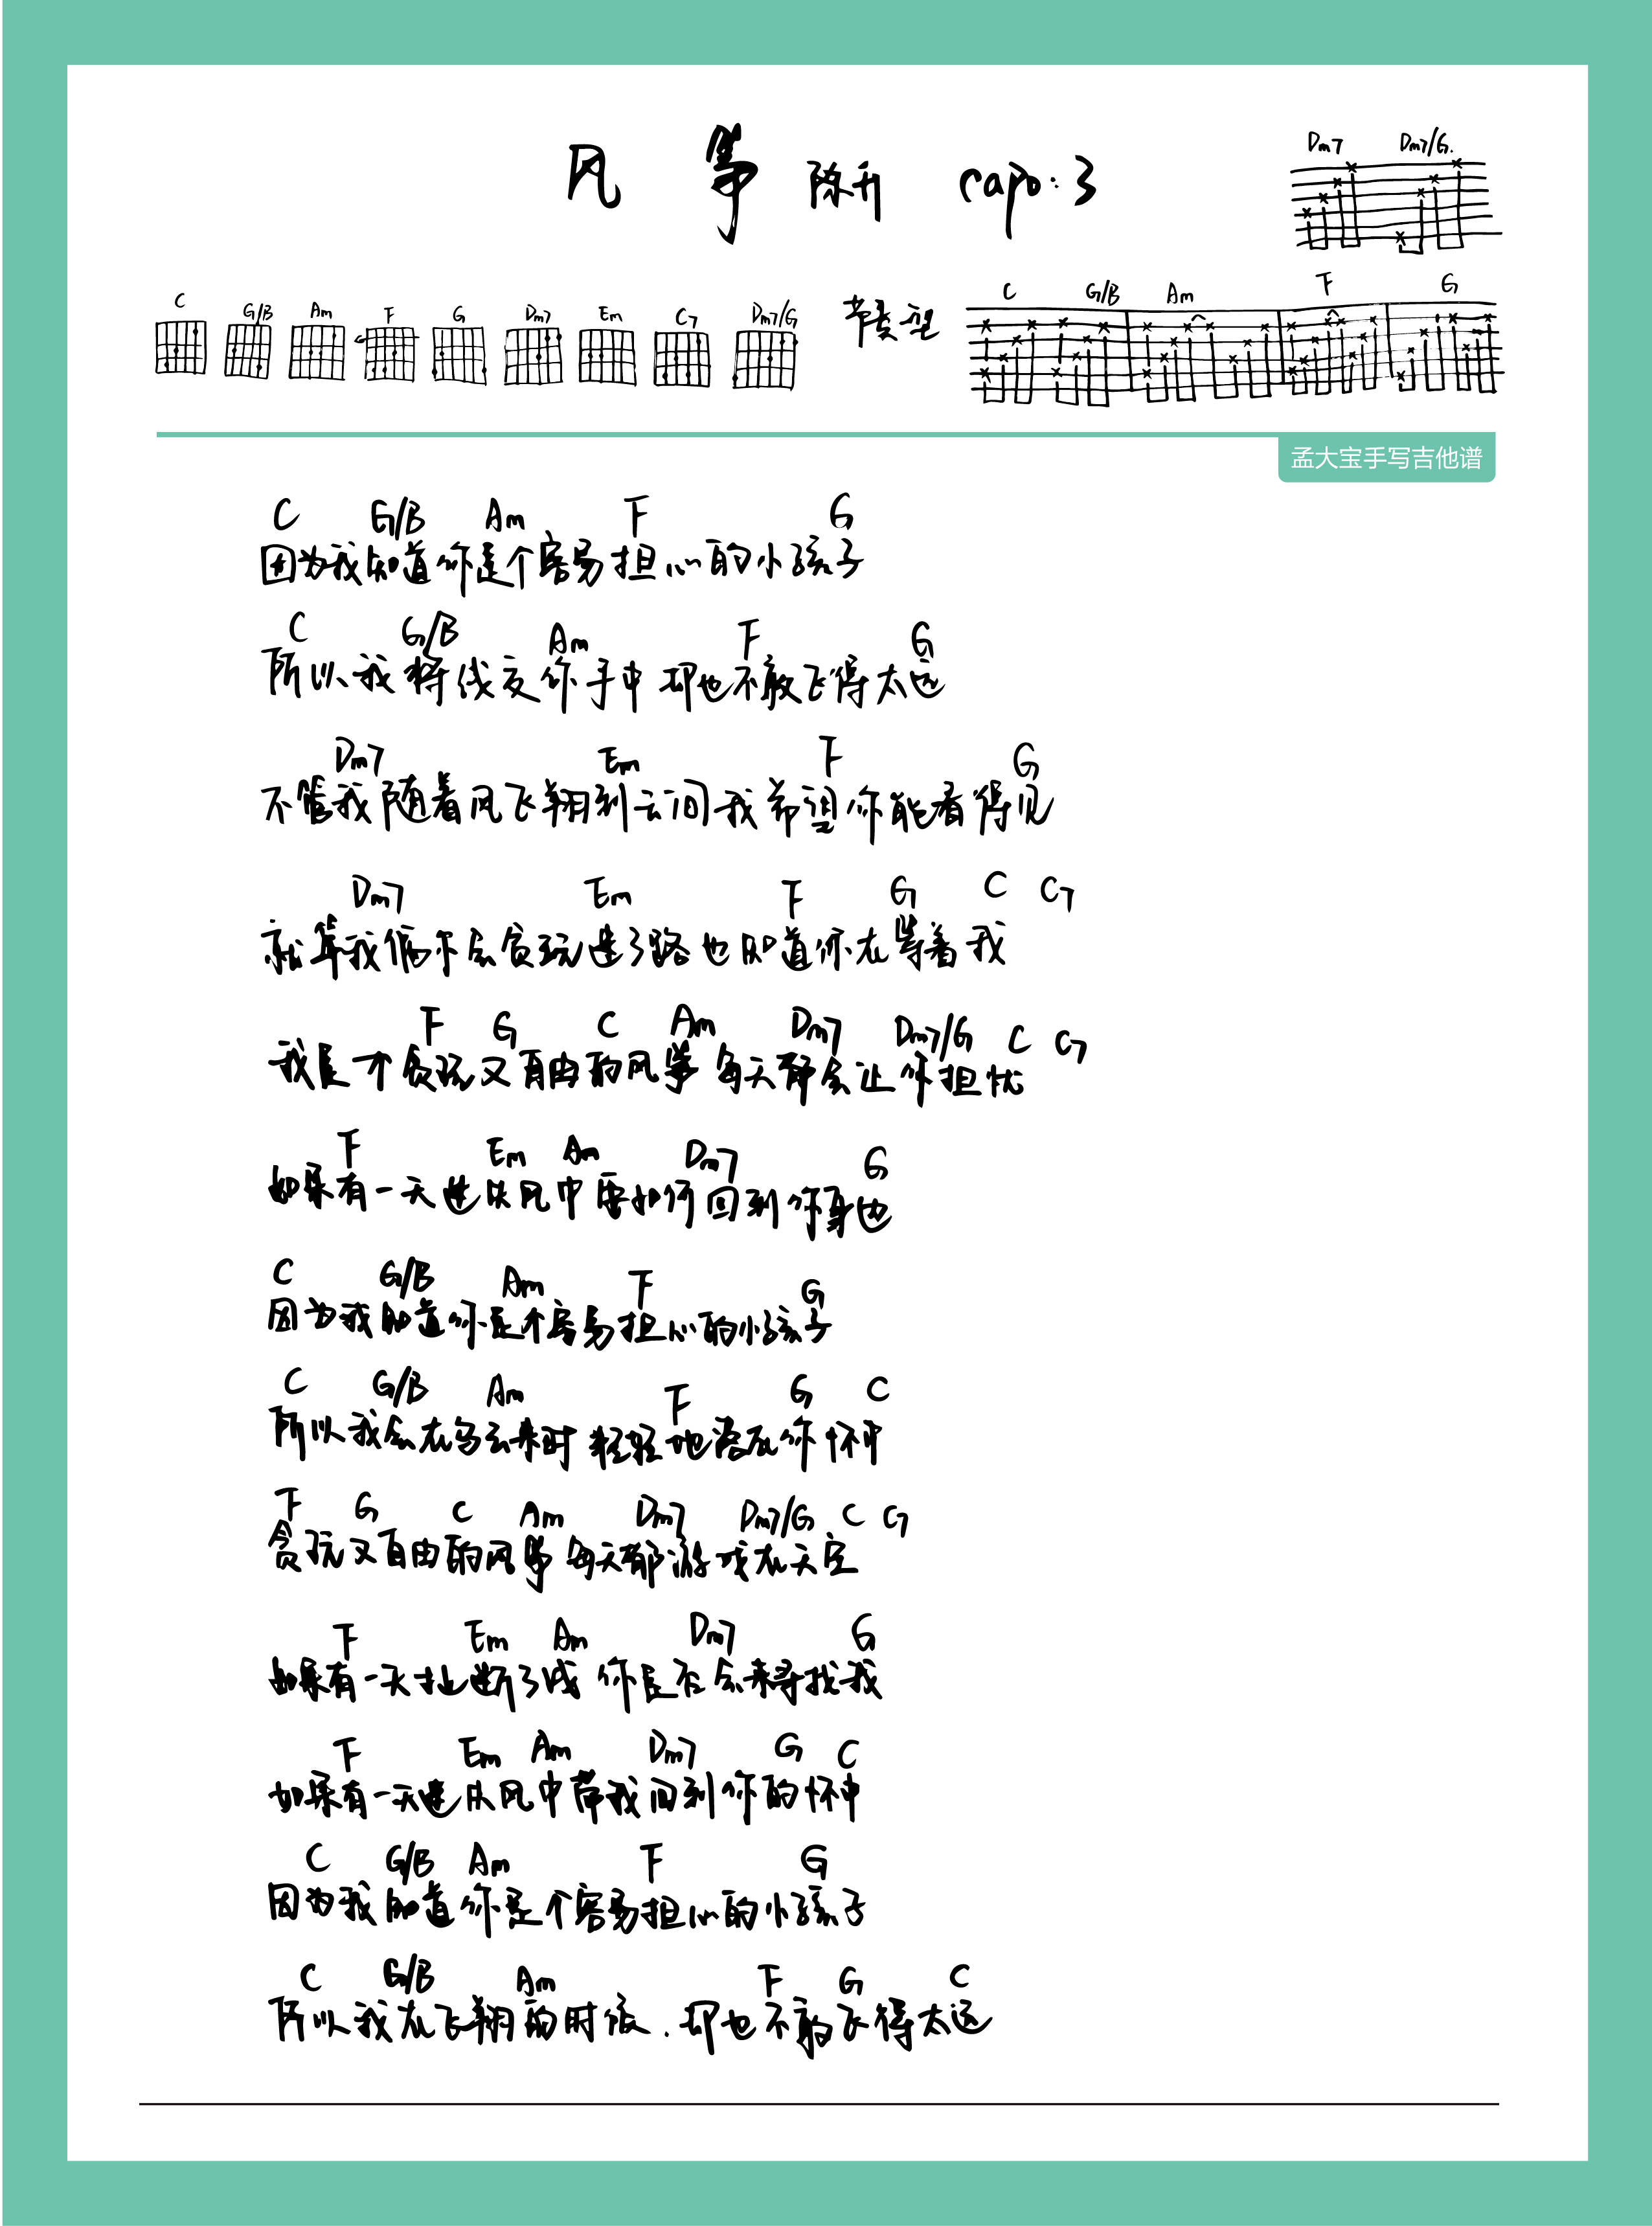 风筝 陈升 capo:3
Dm7 Dm7/G.
C G/B Am F G Dm7 Em C7 Dm7/G
节奏型
C G/B Am F G
孟大宝手写吉他谱
C G/B Am F G
因为我知道你是个容易担心的小孩子
C G/B Am F G
所以我将线交你手中却也不敢飞得太远
Dm7 Em F G
不管我随着风飞翔到云间我希望你能看得见
Dm7 Em F G C C7
就算我偶尔会贪玩迷了路也知道你在等着我
F G C Am Dm7 Dm7/G C C7
我是个贪玩又自由的风筝每天都会让你担忧
F Em Am Dm7 G
如果有一天迷失风中要如何回到你身边
C G/B Am F G
因为我知道你是个容易担心的小孩子
C G/B Am F G C
所以我会在乌云来时轻轻地落在你怀中
F G C Am Dm7 Dm7/G C C7
贪玩又自由的风筝每天都游戏在天空
F Em Am Dm7 G
如果有一天扯断了线你是否会来寻找我
F Em Am Dm7 G C
如果有一天迷失风中带我回到你的怀中
C G/B Am F G
因为我知道你是个容易担心的小孩子
C G/B Am F G C
所以我在飞翔的时候.却也不敢飞得太远